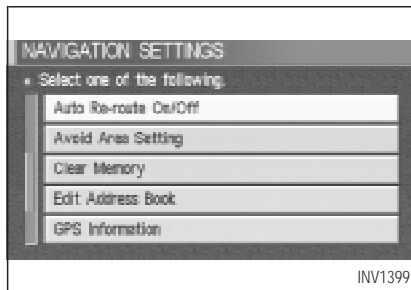 NAVIGATION SETTINGS
Select one of the following.
Auto Re-route On/Off
Avoid Area Setting
Clear Memory
Edit Address Book
GPS Information
INV1399